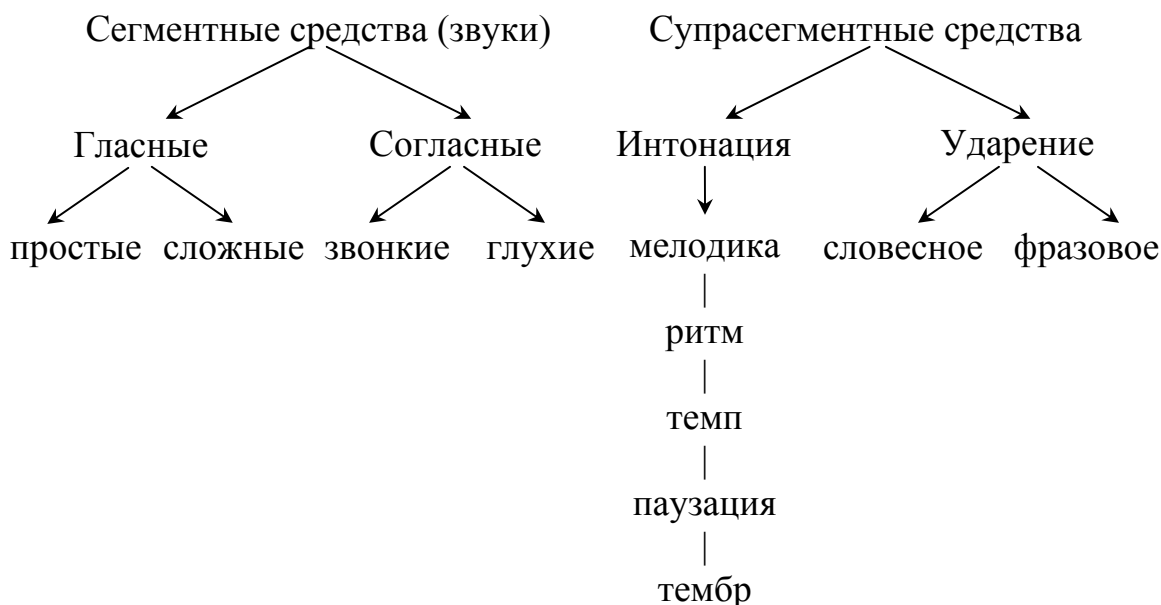 Сегментные средства (звуки) Супрасегментные средства
Гласные Согласные Интонация Ударение
простые сложные звонкие глухие мелодика словесное фразовое
ритм
темп
паузация
тембр